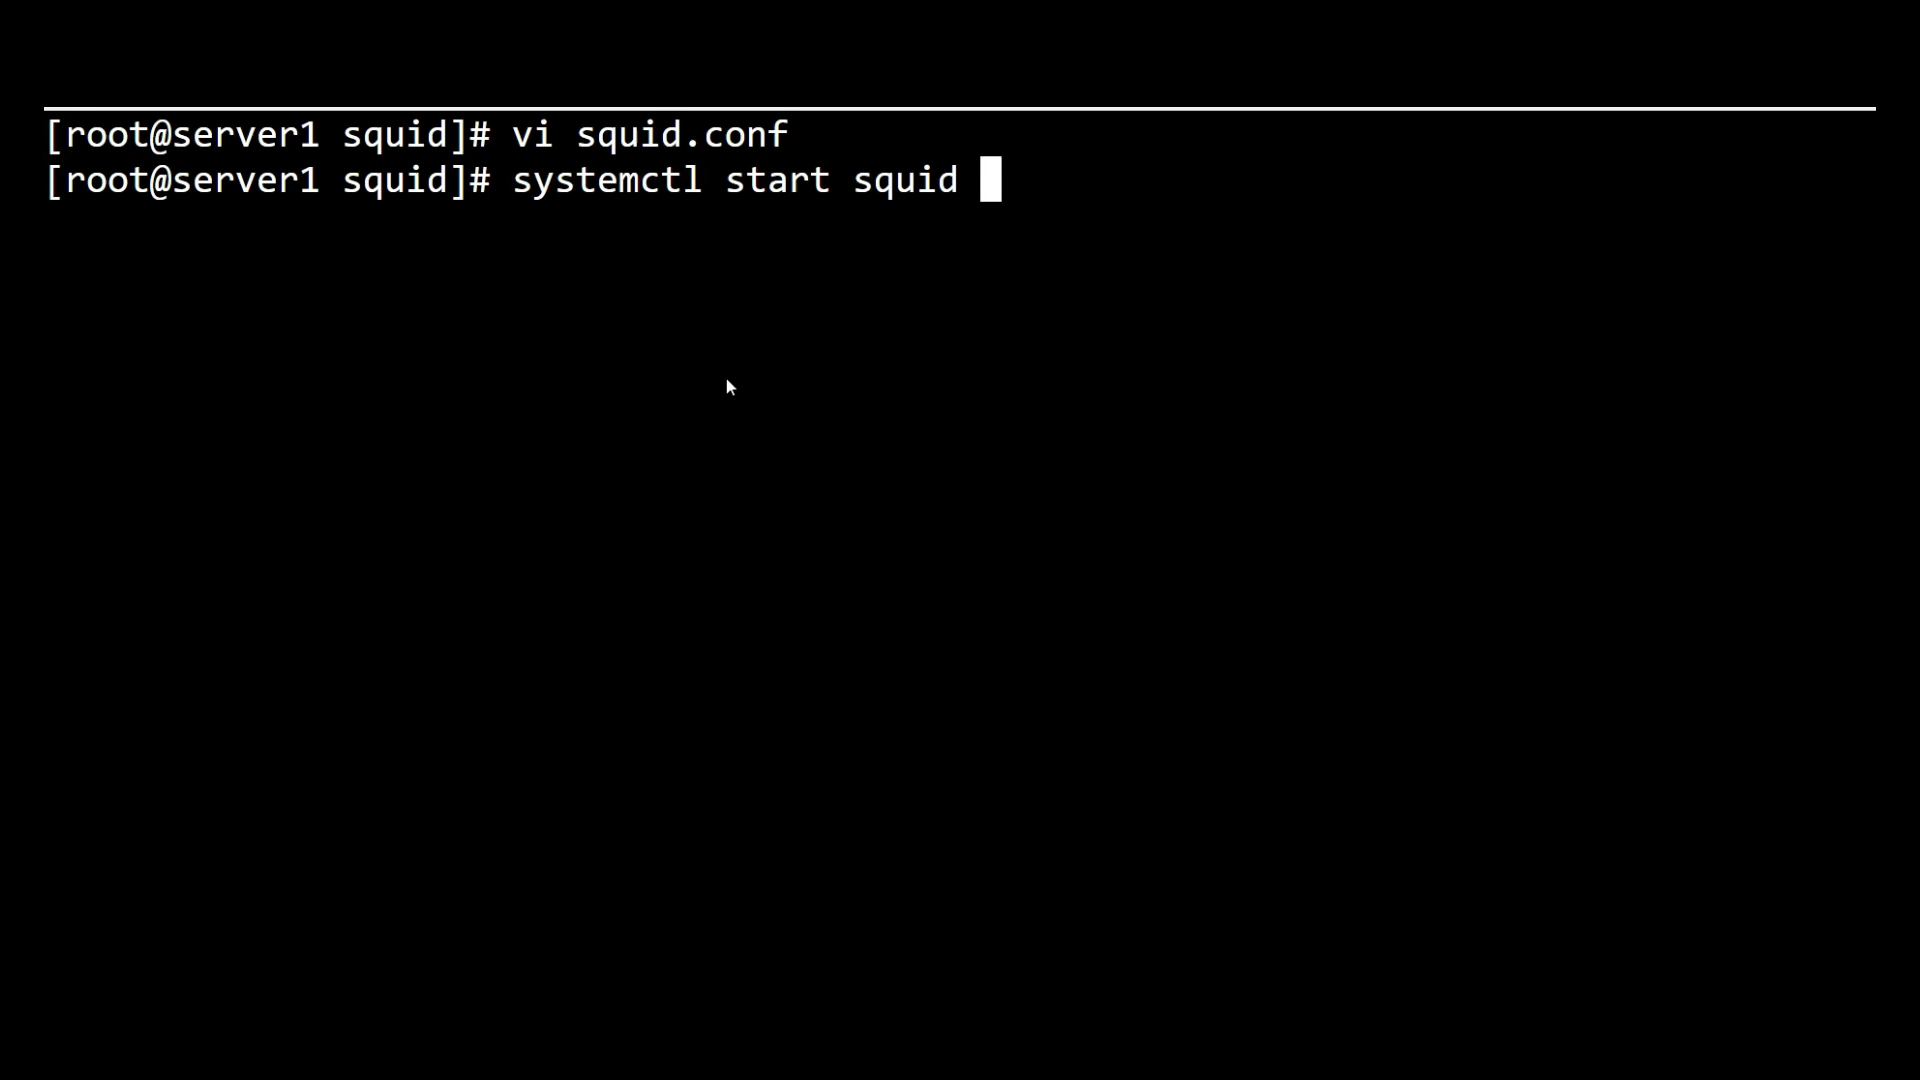 [root@server1 squid]# vi squid.conf
[root@server1 squid]# systemctl start squid